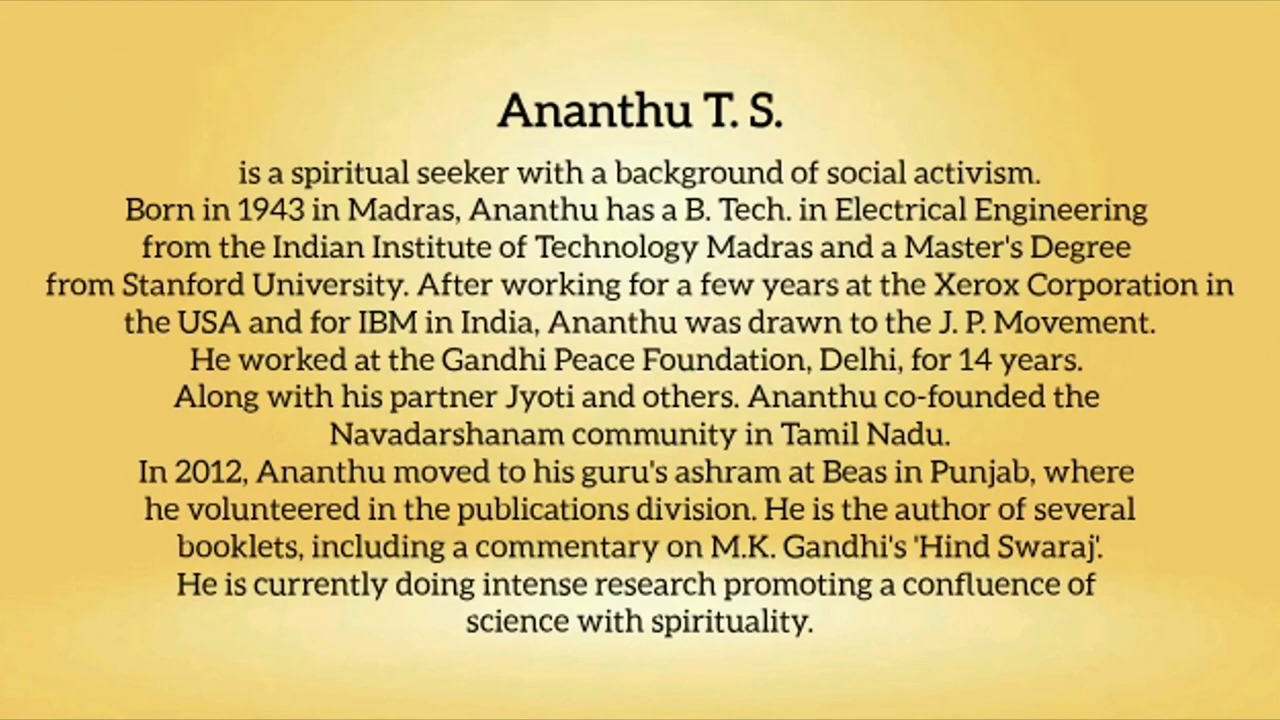 Ananthu T. S.
is a spiritual seeker with a background of social activism.
Born in 1943 in Madras, Ananthu has a B. Tech. in Electrical Engineering
from the Indian Institute of Technology Madras and a Master's Degree
from Stanford University. After working for a few years at the Xerox Corporation in
the USA and for IBM in India, Ananthu was drawn to the J. P. Movement.
He worked at the Gandhi Peace Foundation, Delhi, for 14 years.
Along with his partner Jyoti and others. Ananthu co-founded the
Navadarshanam community in Tamil Nadu.
In 2012, Ananthu moved to his guru's ashram at Beas in Punjab, where
he volunteered in the publications division. He is the author of several
booklets, including a commentary on M.K. Gandhi's 'Hind Swaraj'.
He is currently doing intense research promoting a confluence of
science with spirituality.